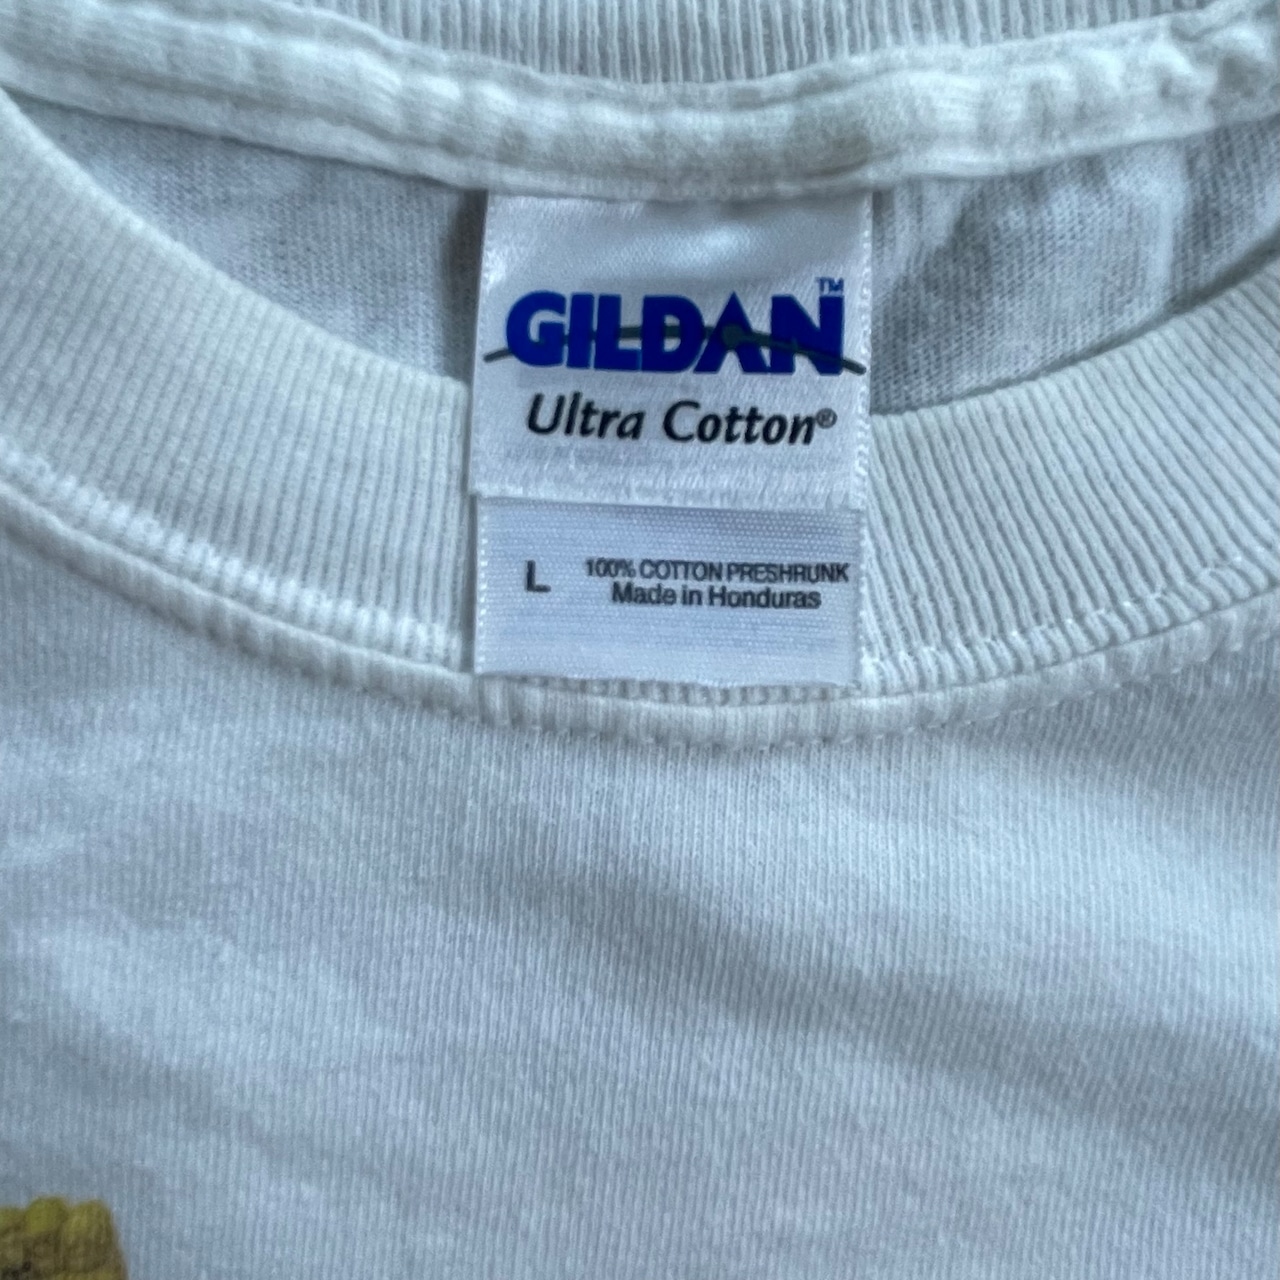 GILDAN™
Ultra Cotton®
L 100% COTTON PRESHRUNK
Made in Honduras